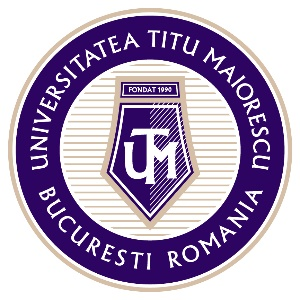 UNIVERSITATEA TITU MAIORESCU
FONDAT 1990
UTM
BUCURESTI ROMANIA